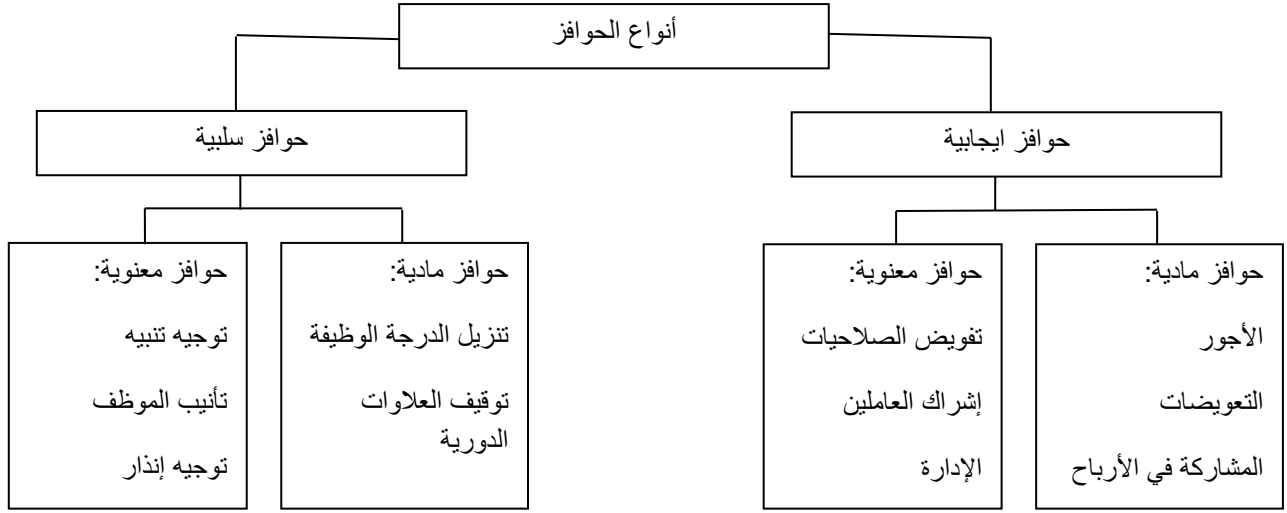 أنواع الحوافز
حوافز ايجابية
حوافز سلبية
حوافز مادية:
الأجور
التعويضات
المشاركة في الأرباح
حوافز معنوية:
تفويض الصلاحيات
إشراك العاملين
الإدارة
حوافز مادية:
تنزيل الدرجة الوظيفة
توقيف العلاوات
الدورية
حوافز معنوية:
توجيه تنبيه
تأنيب الموظف
توجيه إنذار